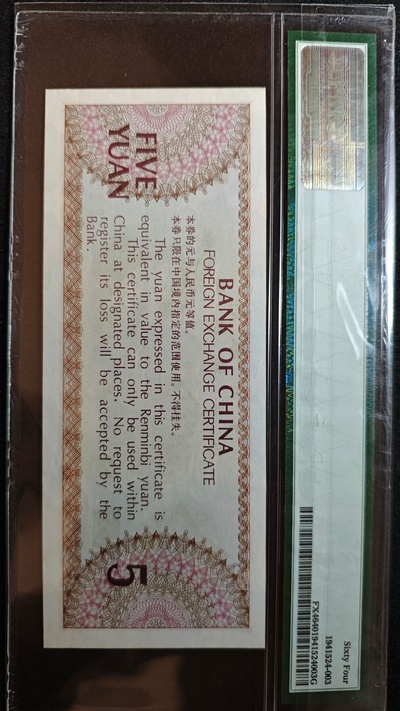 FIVE
YUAN
BANK OF CHINA
FOREIGN EXCHANGE CERTIFICATE
本券的元与人民币元等值。
本券只限在中国境内指定的范围使用。不得挂失。
The yuan expressed in this certificate is
equivalent in value to the Renminbi yuan.
This certificate can only be used within
China at designated places. No request to
register its loss will be accepted by the
Bank.
5
Sixty Four
1941524-003
FX46401941524003G